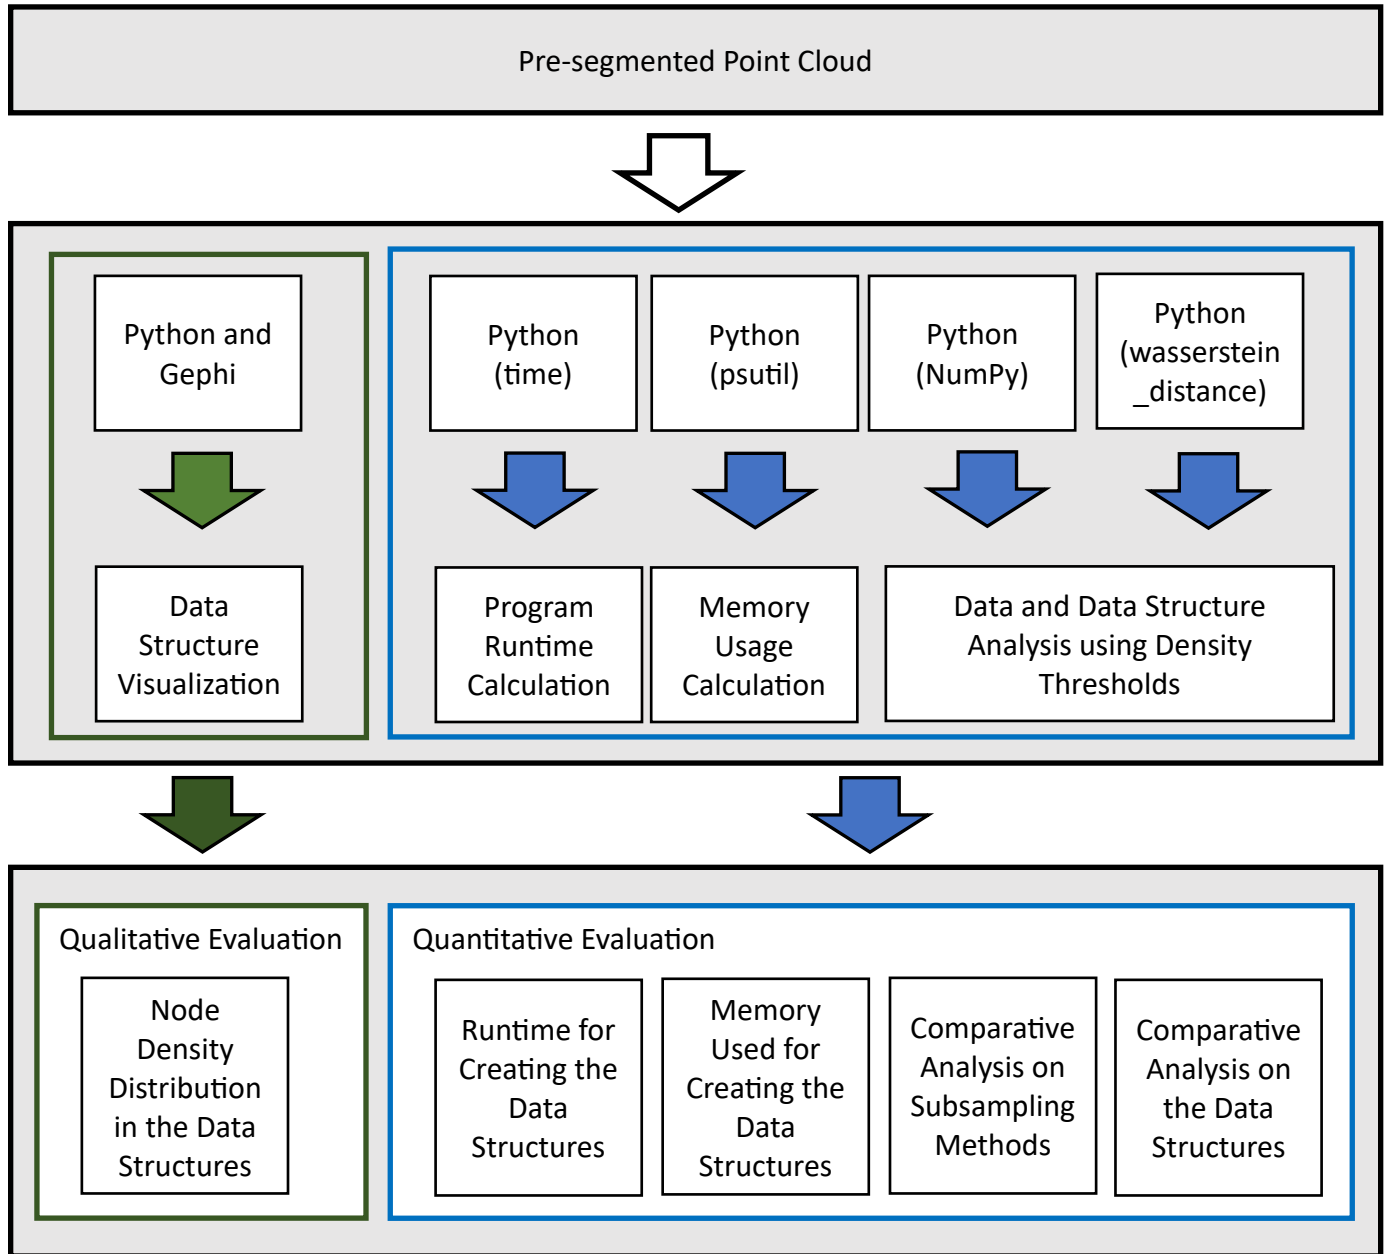 Pre-segmented Point Cloud
Python and
Gephi
Python
(time)
Python
(psutil)
Python
(NumPy)
Python
(wasserstein
_distance)
Data
Structure
Visualization
Program
Runtime
Calculation
Memory
Usage
Calculation
Data and Data Structure
Analysis using Density
Thresholds
Qualitative Evaluation
Node
Density
Distribution
in the Data
Structures
Quantitative Evaluation
Runtime for
Creating the
Data
Structures
Memory
Used for
Creating the
Data
Structures
Comparative
Analysis on
Subsampling
Methods
Comparative
Analysis on
the Data
Structures